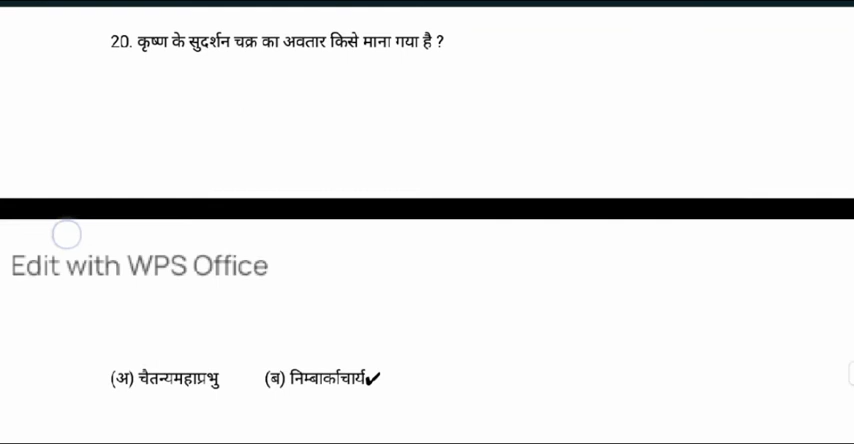 20. कृष्ण के सुदर्शन चक्र का अवतार किसे माना गया है ?
Edit with WPS Office
(अ) चैतन्यमहाप्रभु (ब) निम्बार्काचार्य✔